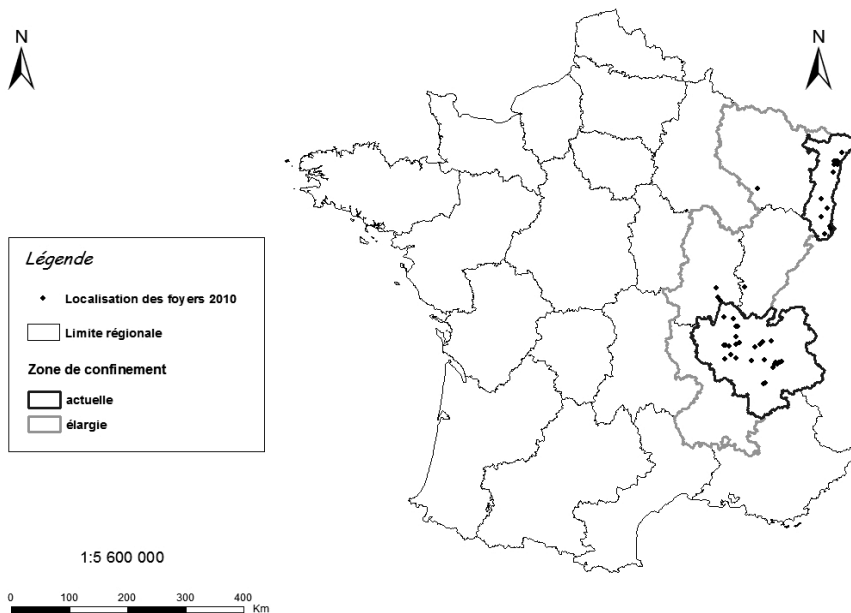 N
N
Légende
Localisation des foyers 2010
Limite régionale
Zone de confinement
actuelle
élargie
1:5 600 000
0 100 200 300 400
Km